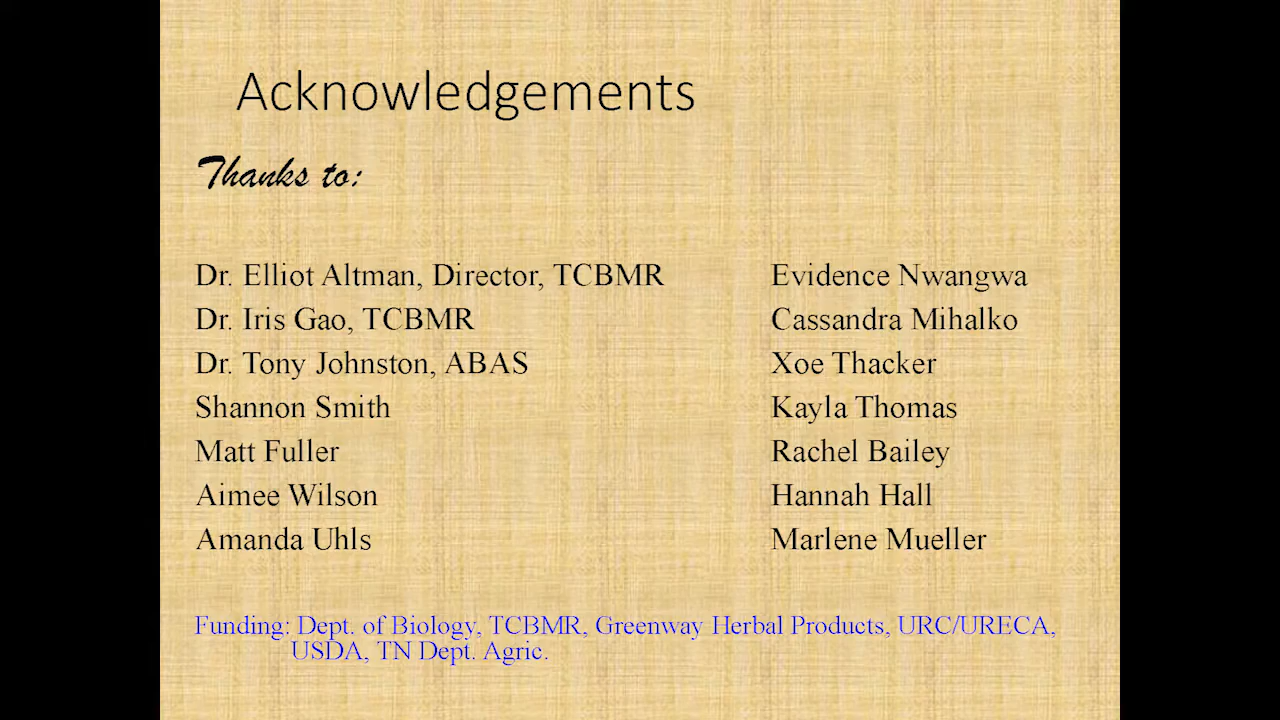 Acknowledgements
Thanks to:
Dr. Elliot Altman, Director, TCBMR
Dr. Iris Gao, TCBMR
Dr. Tony Johnston, ABAS
Shannon Smith
Matt Fuller
Aimee Wilson
Amanda Uhls
Evidence Nwangwa
Cassandra Mihalko
Xoe Thacker
Kayla Thomas
Rachel Bailey
Hannah Hall
Marlene Mueller
Funding: Dept. of Biology, TCBMR, Greenway Herbal Products, URC/URECA,
USDA, TN Dept. Agric.